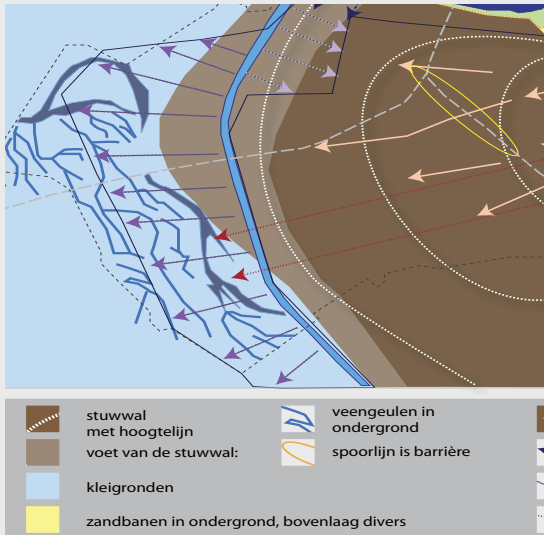 stuwwal
met hoogtelijn
voet van de stuwwal:
kleigronden
zandbanen in ondergrond, bovenlaag divers
veengeulen in
ondergrond
spoorlijn is barrière